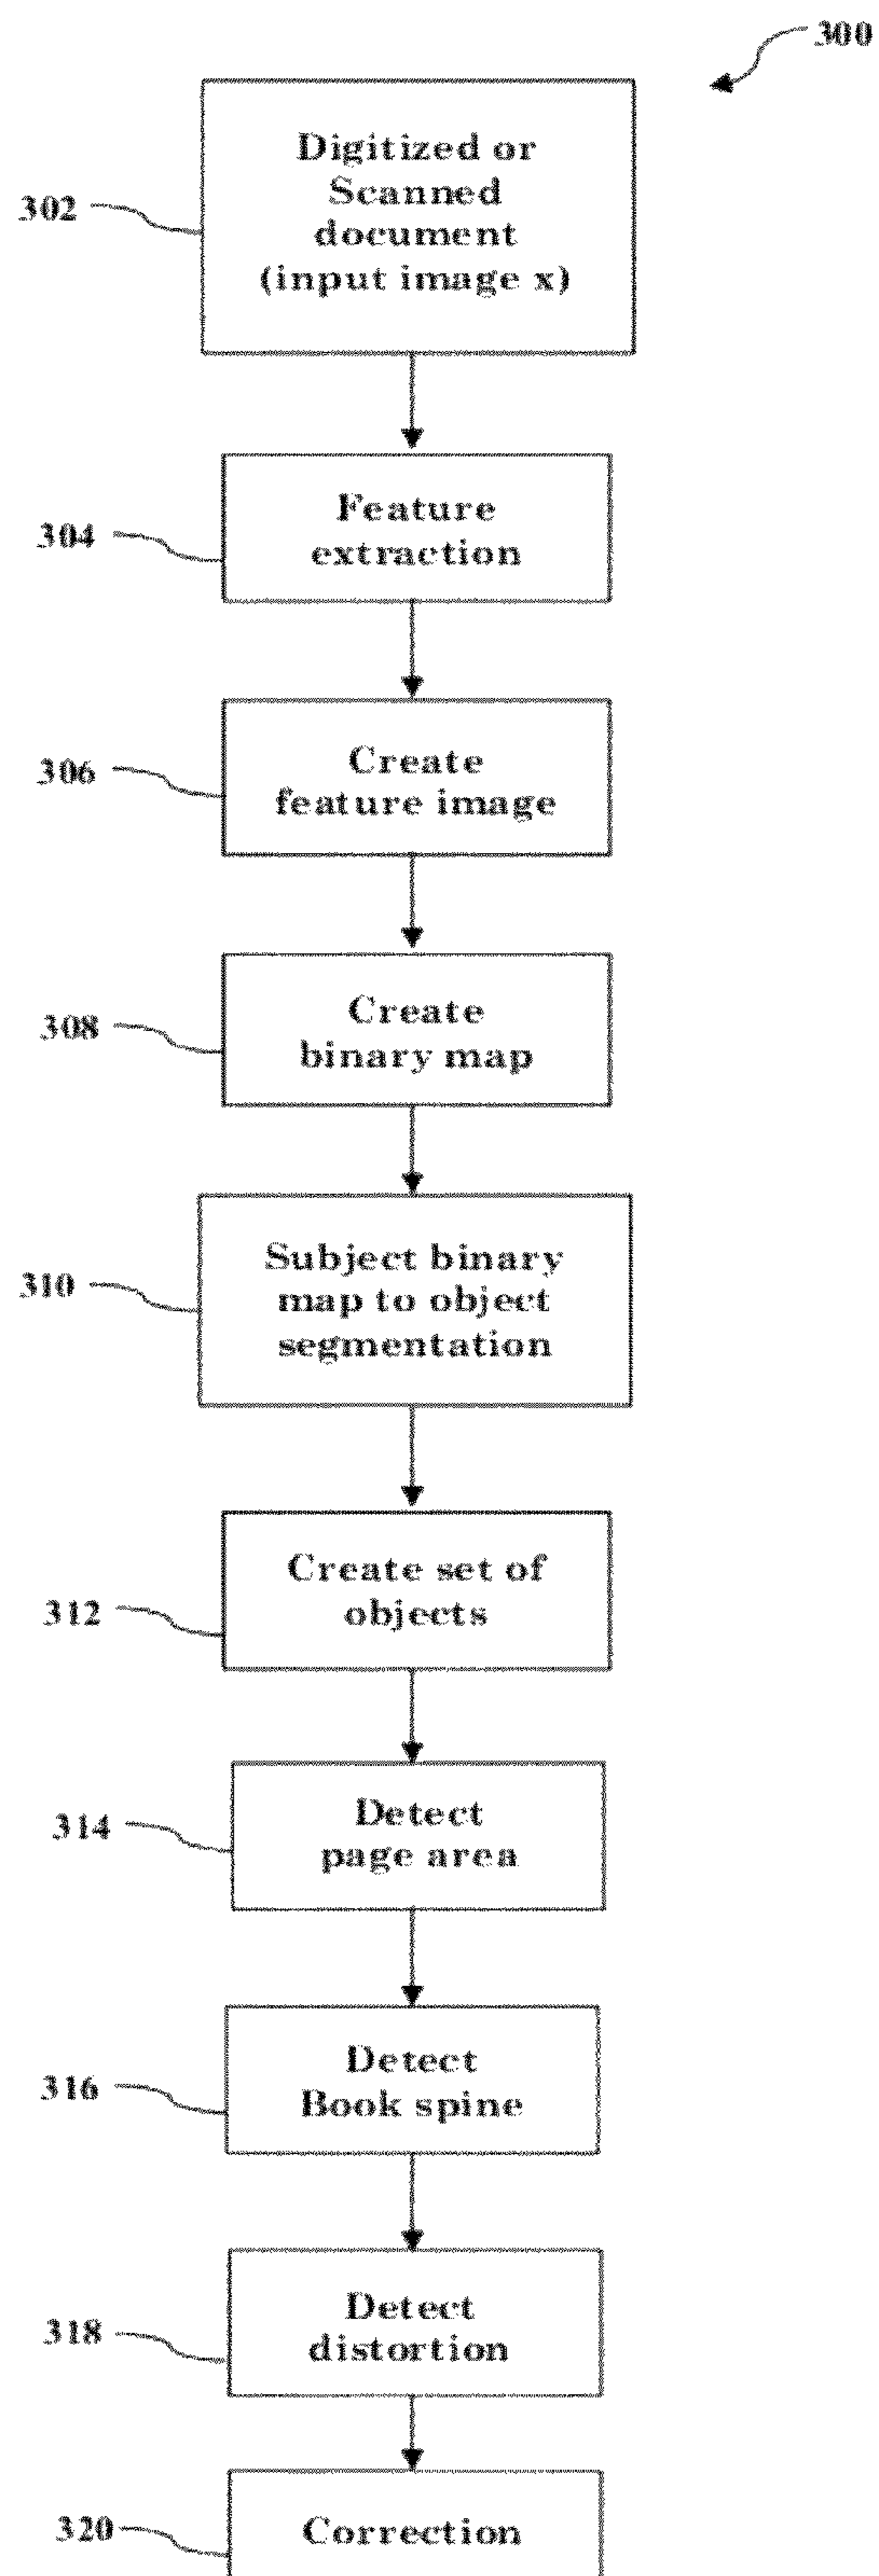 300
302
Digitized or
Scanned
document
(input image x)
304
Feature
extraction
306
Create
feature image
308
Create
binary map
310
Subject binary
map to object
segmentation
312
Create set of
objects
314
Detect
page area
316
Detect
Book spine
318
Detect
distortion
320
Correction